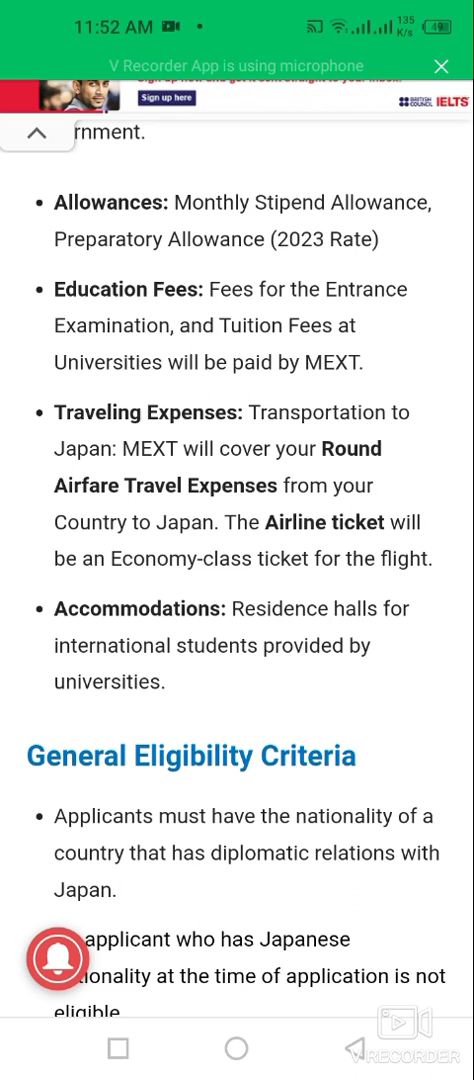 11:52 AM
135
K/s
49
V Recorder App is using microphone
Sign up here
BRITISH
COUNCIL
IELTS
rnment.
• Allowances: Monthly Stipend Allowance,
Preparatory Allowance (2023 Rate)
• Education Fees: Fees for the Entrance
Examination, and Tuition Fees at
Universities will be paid by MEXT.
• Traveling Expenses: Transportation to
Japan: MEXT will cover your Round
Airfare Travel Expenses from your
Country to Japan. The Airline ticket will
be an Economy-class ticket for the flight.
• Accommodations: Residence halls for
international students provided by
universities.
General Eligibility Criteria
• Applicants must have the nationality of a
country that has diplomatic relations with
Japan.
applicant who has Japanese
tionality at the time of application is not
eligible
VRECORDER